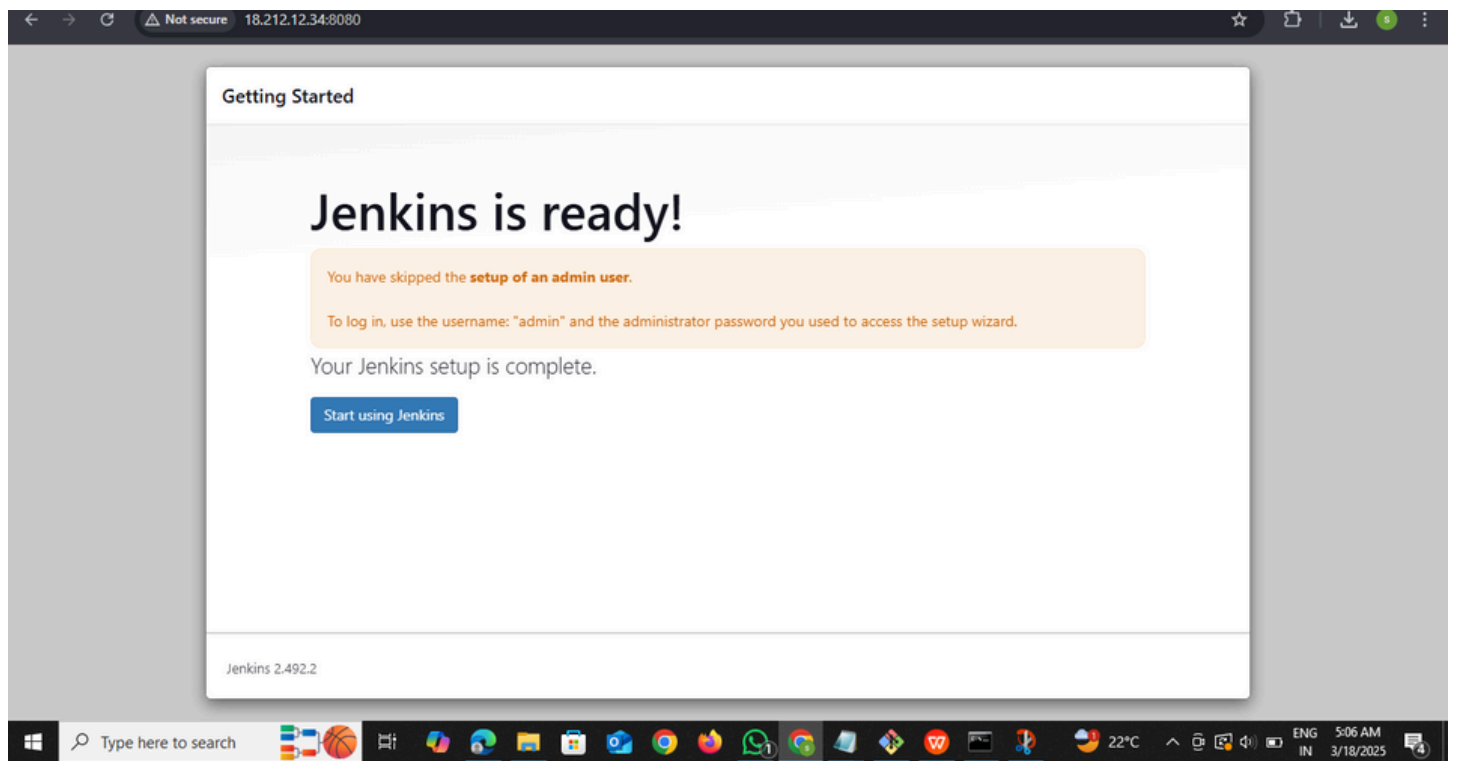 Not secure 18.212.12.34:8080
S
Getting Started
Jenkins is ready!
You have skipped the setup of an admin user.
To log in, use the username: "admin" and the administrator password you used to access the setup wizard.
Your Jenkins setup is complete.
Start using Jenkins
Jenkins 2.492.2
Type here to search
1
W
22°C
ENG
IN
5:06 AM
3/18/2025
4